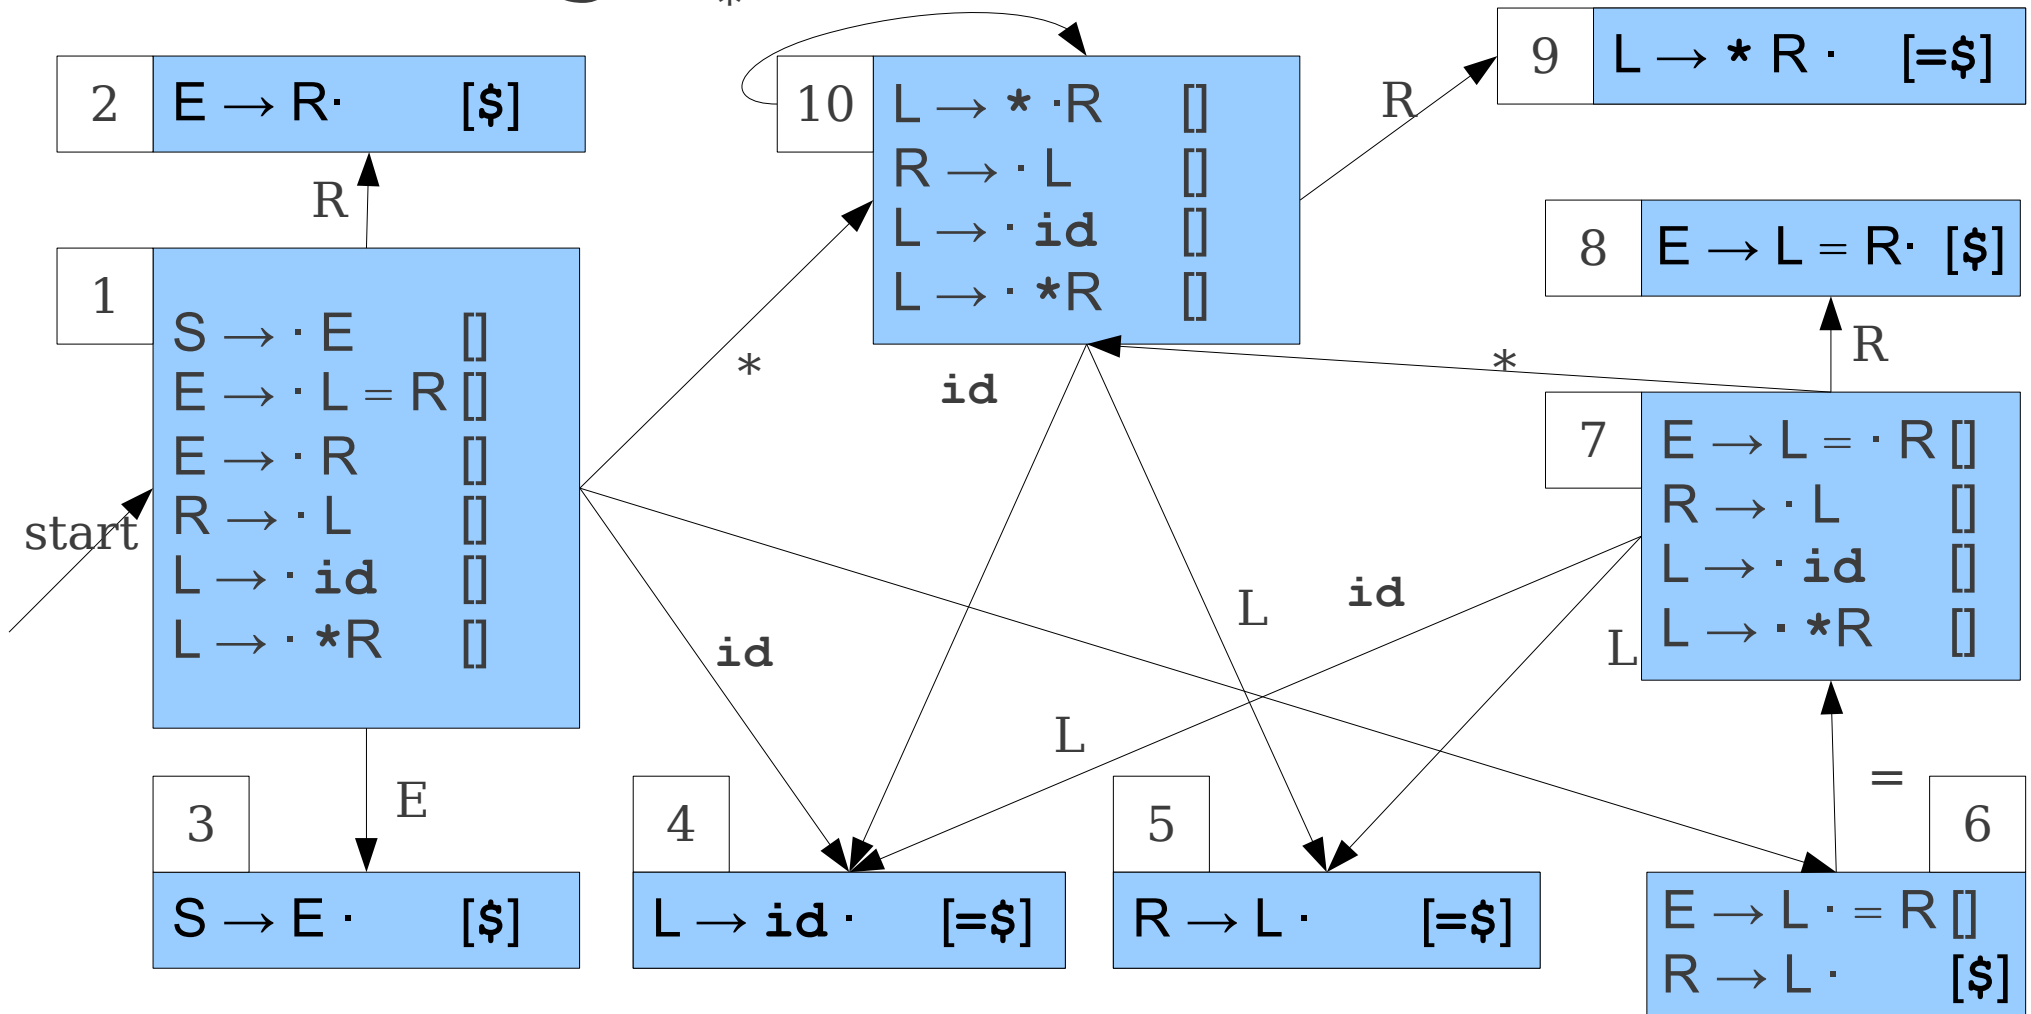 *
2
E → R· [$]
R
1
S → · E []
E → · L = R []
E → · R []
R → · L []
L → · id []
L → · *R []
start
E
3
S → E · [$]
10
L → * ·R []
R → · L []
L → · id []
L → · *R []
R
9
L → * R · [=$]
8
E → L = R· [$]
R
*
*
id
7
E → L = · R []
R → · L []
L → · id []
L → · *R []
id
L
id
L
L
=
4
L → id · [=$]
5
R → L · [=$]
6
E → L · = R []
R → L · [$]